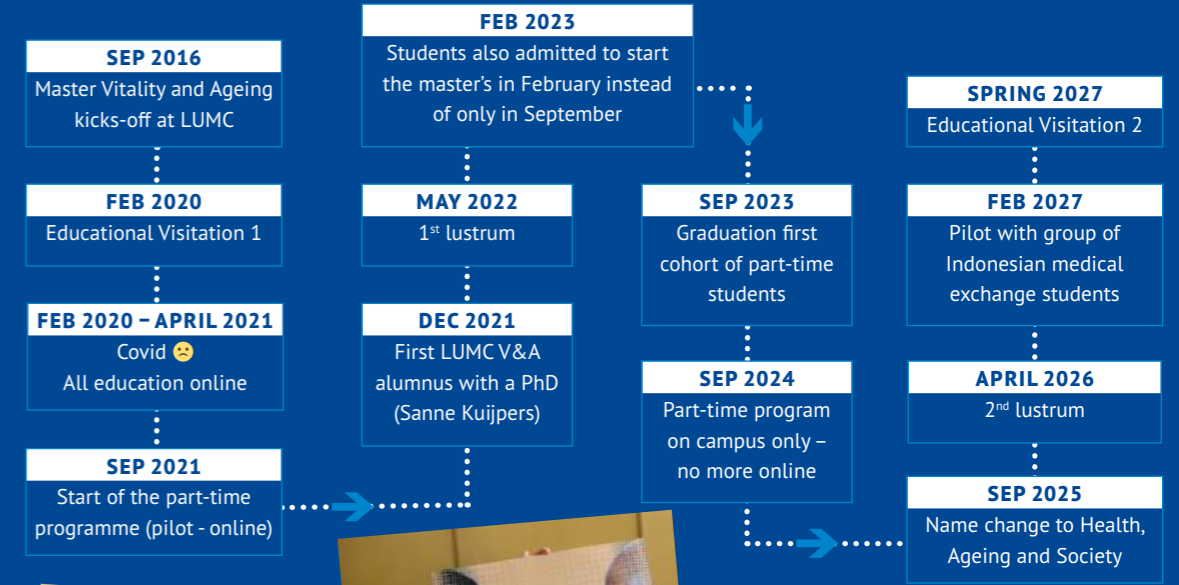 SEP 2016
Master Vitality and Ageing
kicks-off at LUMC
FEB 2020
Educational Visitation 1
FEB 2020 – APRIL 2021
Covid 🙁
All education online
SEP 2021
Start of the part-time
programme (pilot - online)
DEC 2021
First LUMC V&A
alumnus with a PhD
(Sanne Kuijpers)
MAY 2022
1st lustrum
FEB 2023
Students also admitted to start
the master's in February instead
of only in September
SEP 2023
Graduation first
cohort of part-time
students
SEP 2024
Part-time program
on campus only –
no more online
SEP 2025
Name change to Health,
Ageing and Society
APRIL 2026
2nd lustrum
FEB 2027
Pilot with group of
Indonesian medical
exchange students
SPRING 2027
Educational Visitation 2